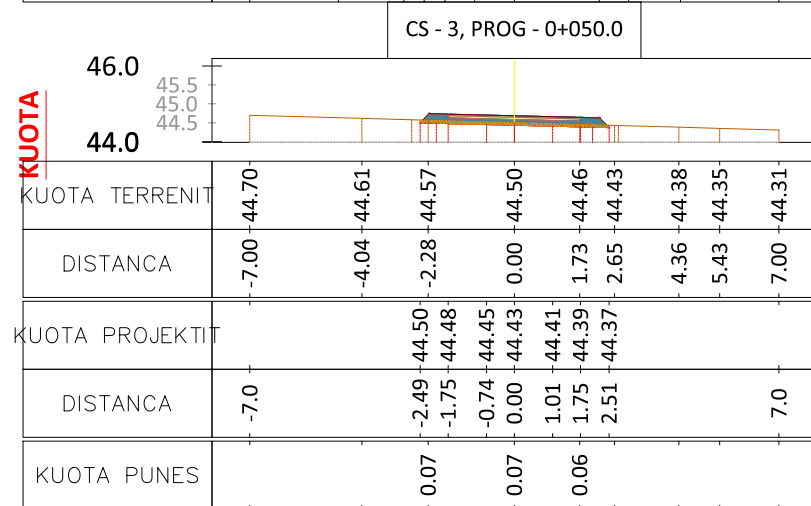 CS - 3, PROG - 0+050.0
46.0
45.5
45.0
44.5
44.0
KUOTA
KUOTA TERRENIT 44.70 44.61 44.57 44.50 44.46 44.43 44.38 44.35 44.31
DISTANCA -7.00 -4.04 -2.28 0.00 1.73 2.65 4.36 5.43 7.00
KUOTA PROJEKTIT 44.50 44.48 44.45 44.43 44.41 44.39 44.37
DISTANCA -7.0 -2.49 -1.75 -0.74 0.00 1.01 1.75 2.51 7.0
KUOTA PUNES 0.07 0.07 0.06